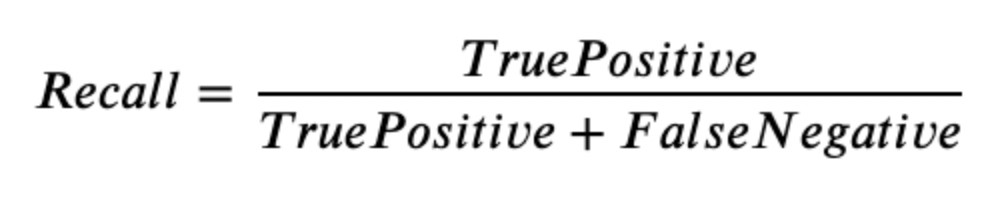 TruePositive
Recall =
TruePositive + FalseNegative